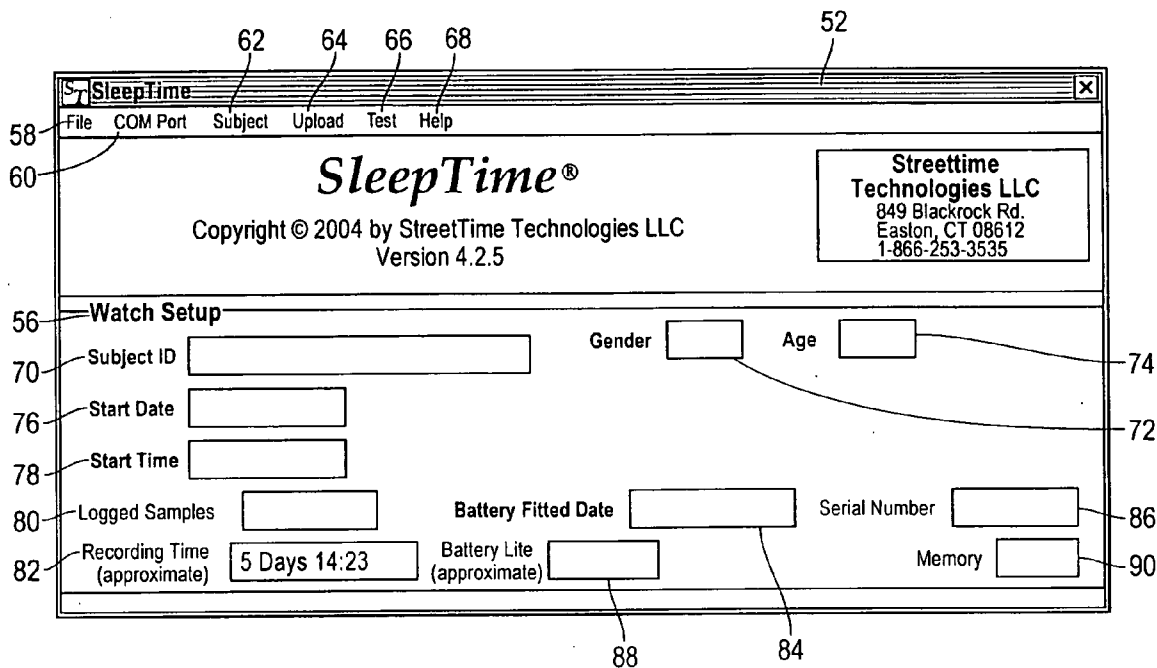 62 64 66 68 52
ST SleepTime X
58 File COM Port Subject Upload Test Help
60
SleepTime®
Copyright © 2004 by StreetTime Technologies LLC
Version 4.2.5
Streettime
Technologies LLC
849 Blackrock Rd.
Easton, CT 08612
1-866-253-3535
56 Watch Setup
70 Subject ID Gender Age 74
76 Start Date 72
78 Start Time
80 Logged Samples Battery Fitted Date Serial Number 86
82 Recording Time (approximate) 5 Days 14:23 Battery Lite (approximate) Memory 90
88 84